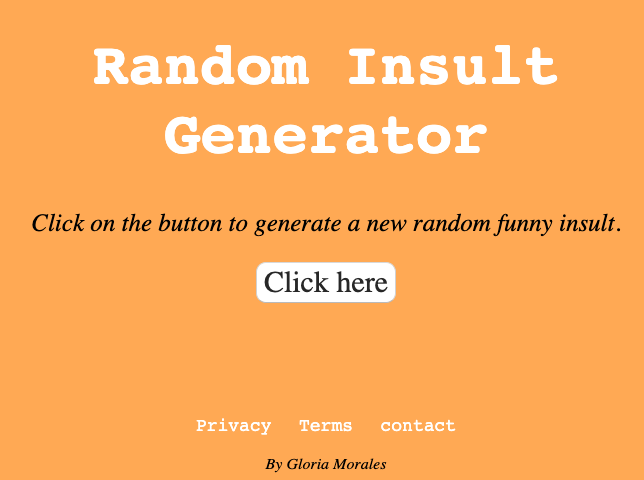 Random Insult
Generator
Click on the button to generate a new random funny insult.
Click here
Privacy Terms contact
By Gloria Morales